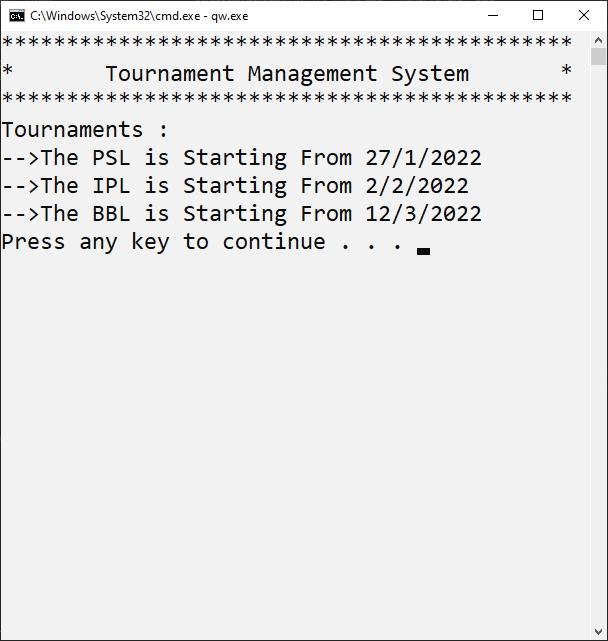 C:\Windows\System32\cmd.exe - qw.exe
********************************************
*       Tournament Management System       *
********************************************
Tournaments :
-->The PSL is Starting From 27/1/2022
-->The IPL is Starting From 2/2/2022
-->The BBL is Starting From 12/3/2022
Press any key to continue . . .